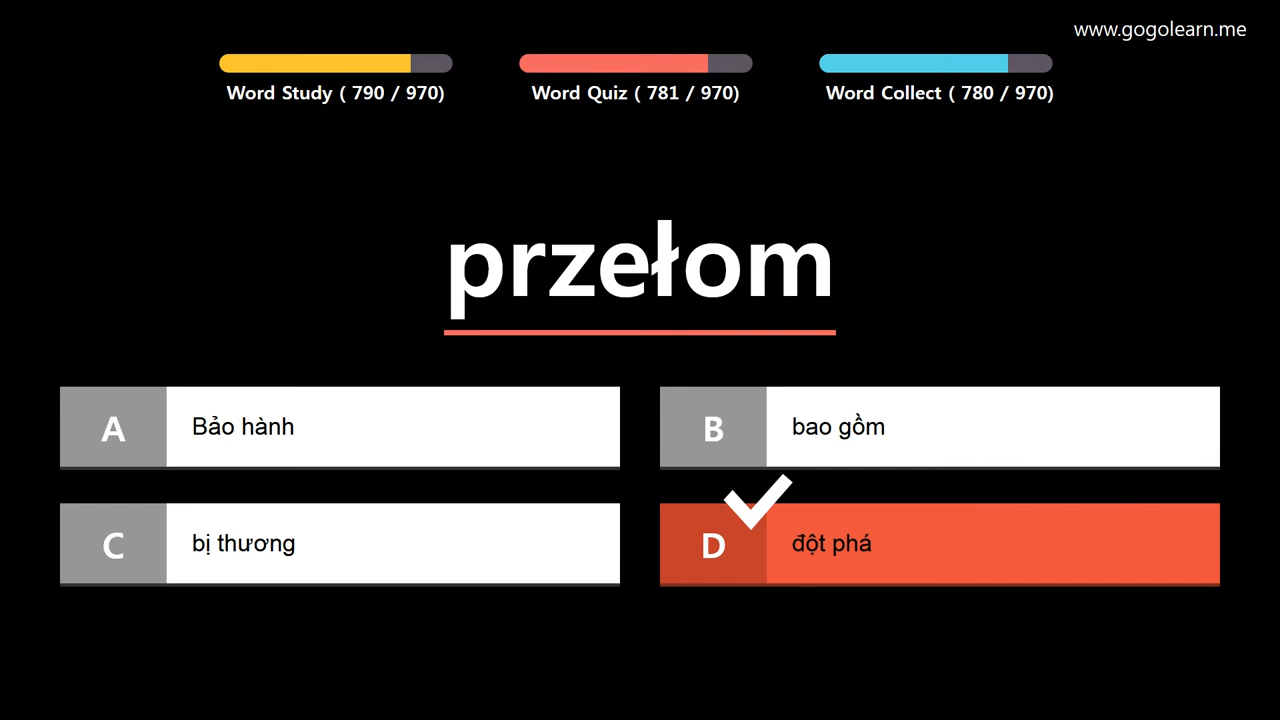 www.gogolearn.me
Word Study ( 790 / 970)
Word Quiz ( 781 / 970)
Word Collect ( 780 / 970)
przełom
A Bảo hành
B bao gồm
C bị thương
D đột phá